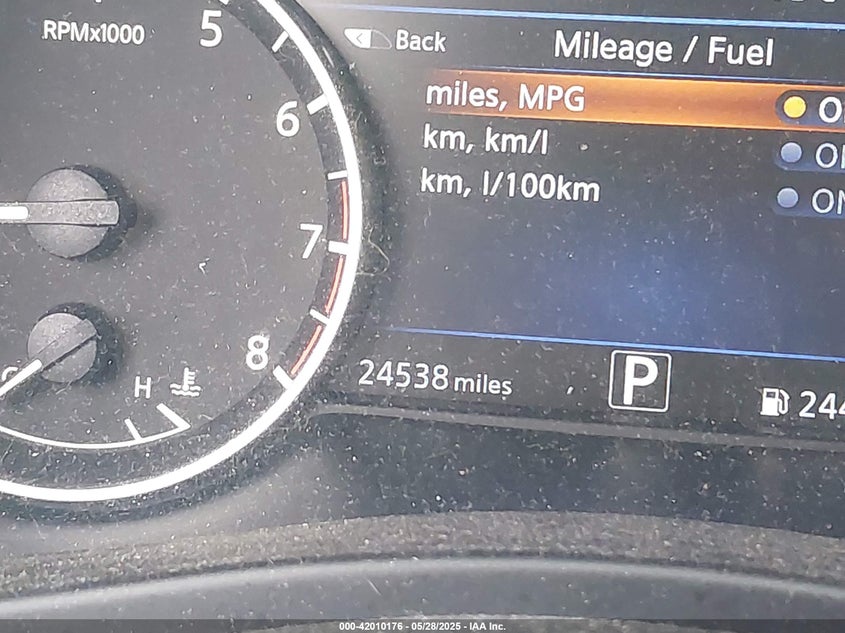 RPMx1000
5
6
7
8
H
Back
Mileage / Fuel
miles, MPG
km, km/l
km, l/100km
24538 miles
P
000-42010176 - 05/28/2025 - IAA Inc.